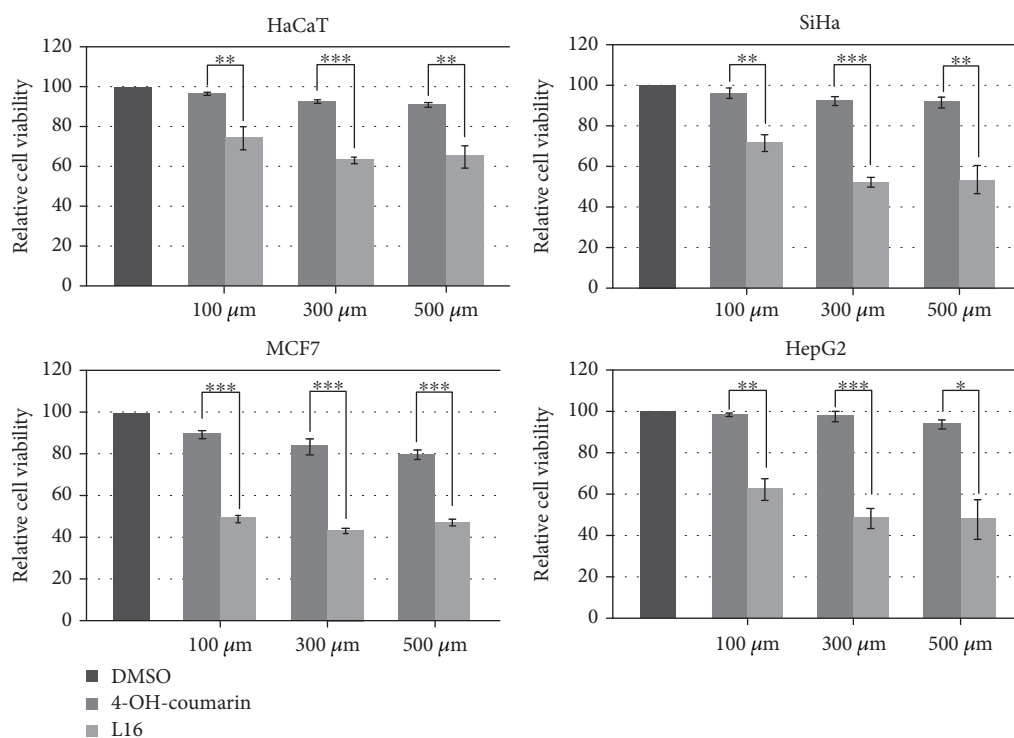 HaCaT
Relative cell viability
120
100
80
60
40
20
0
** *** **
100 μm 300 μm 500 μm
SiHa
Relative cell viability
120
100
80
60
40
20
0
** *** **
100 μm 300 μm 500 μm
MCF7
Relative cell viability
120
100
80
60
40
20
0
*** *** ***
100 μm 300 μm 500 μm
HepG2
Relative cell viability
120
100
80
60
40
20
0
** *** *
100 μm 300 μm 500 μm
DMSO
4-OH-coumarin
L16